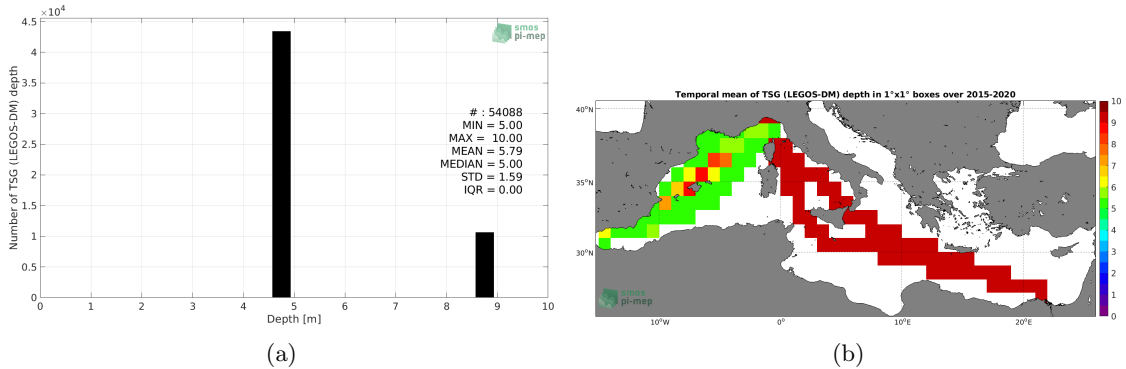 ×10⁴
4.5
4
3.5
3
2.5
2
1.5
1
0.5
0
0 1 2 3 4 5 6 7 8 9 10
Number of TSG (LEGOS-DM) depth
Depth [m]
smos
pi-mep
# : 54088
MIN = 5.00
MAX = 10.00
MEAN = 5.79
MEDIAN = 5.00
STD = 1.59
IQR = 0.00
(a)
Temporal mean of TSG (LEGOS-DM) depth in 1°x1° boxes over 2015-2020
40°N
35°N
30°N
10°W 0° 10°E 20°E
smos
pi-mep
10
9
8
7
6
5
4
3
2
1
0
(b)